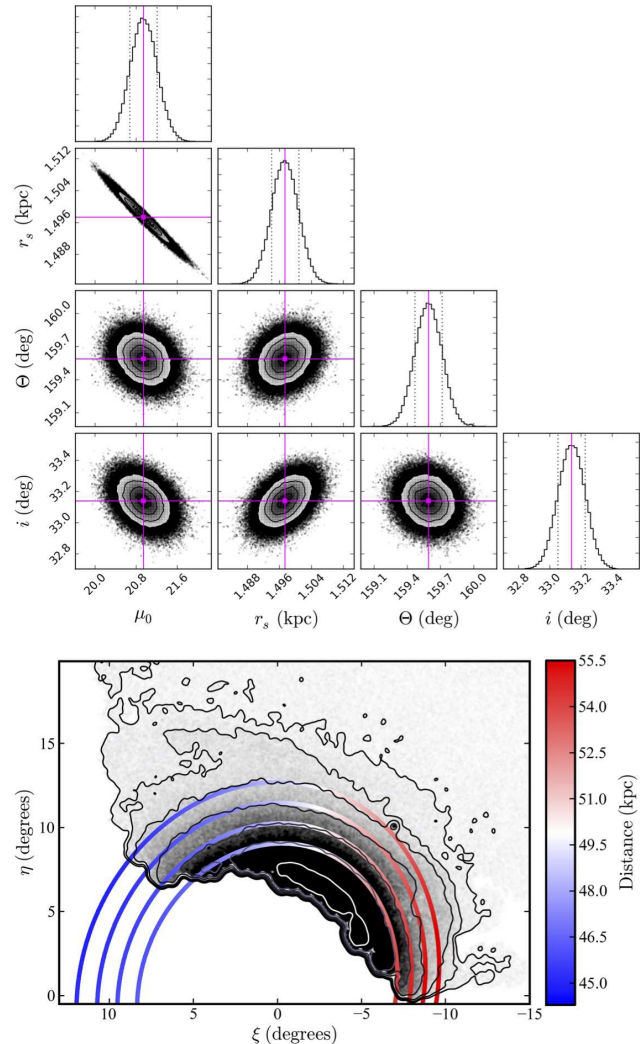 1.512
1.504
1.496
1.488
r_s (kpc)
160.0
159.7
159.4
159.1
Θ (deg)
33.4
33.2
33.0
32.8
i (deg)
20.0 20.8 21.6
1.488 1.496 1.504 1.512
159.1 159.4 159.7 160.0
32.8 33.0 33.2 33.4
μ₀ r_s (kpc) Θ (deg) i (deg)
15
10
5
0
η (degrees)
10 5 0 −5 −10 −15
ξ (degrees)
55.5
54.0
52.5
51.0
49.5
48.0
46.5
45.0
Distance (kpc)